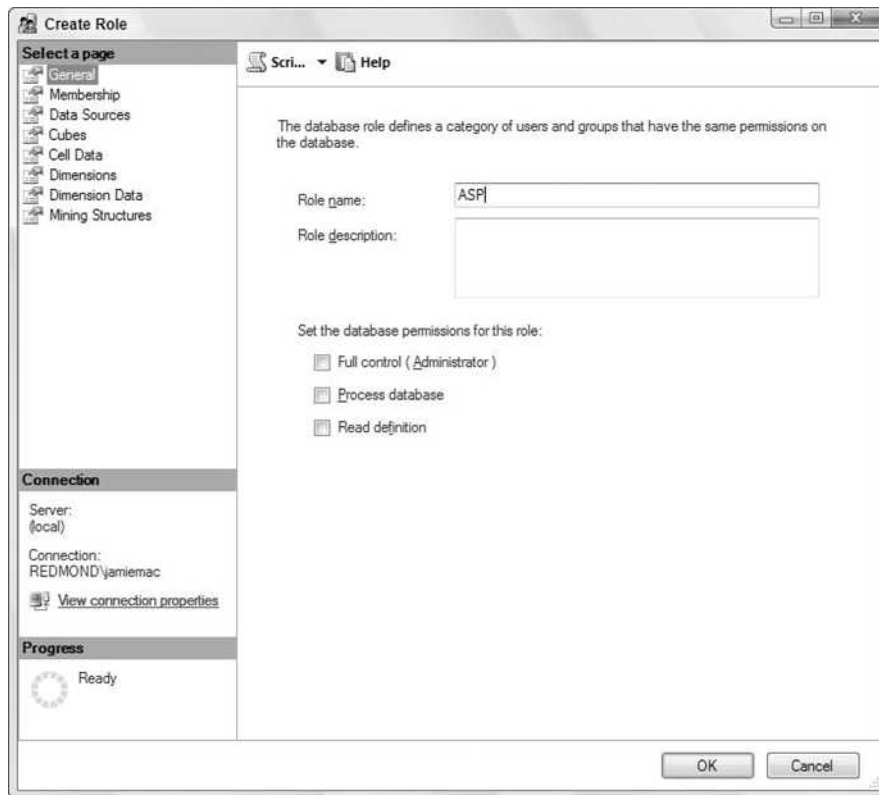 Create Role
Select a page
General
Membership
Data Sources
Cubes
Cell Data
Dimensions
Dimension Data
Mining Structures
Scri... Help
The database role defines a category of users and groups that have the same permissions on
the database.
Role name: ASP
Role description:
Set the database permissions for this role:
Full control ( Administrator )
Process database
Read definition
Connection
Server:
(local)
Connection:
REDMOND\jamiemac
View connection properties
Progress
Ready
OK Cancel